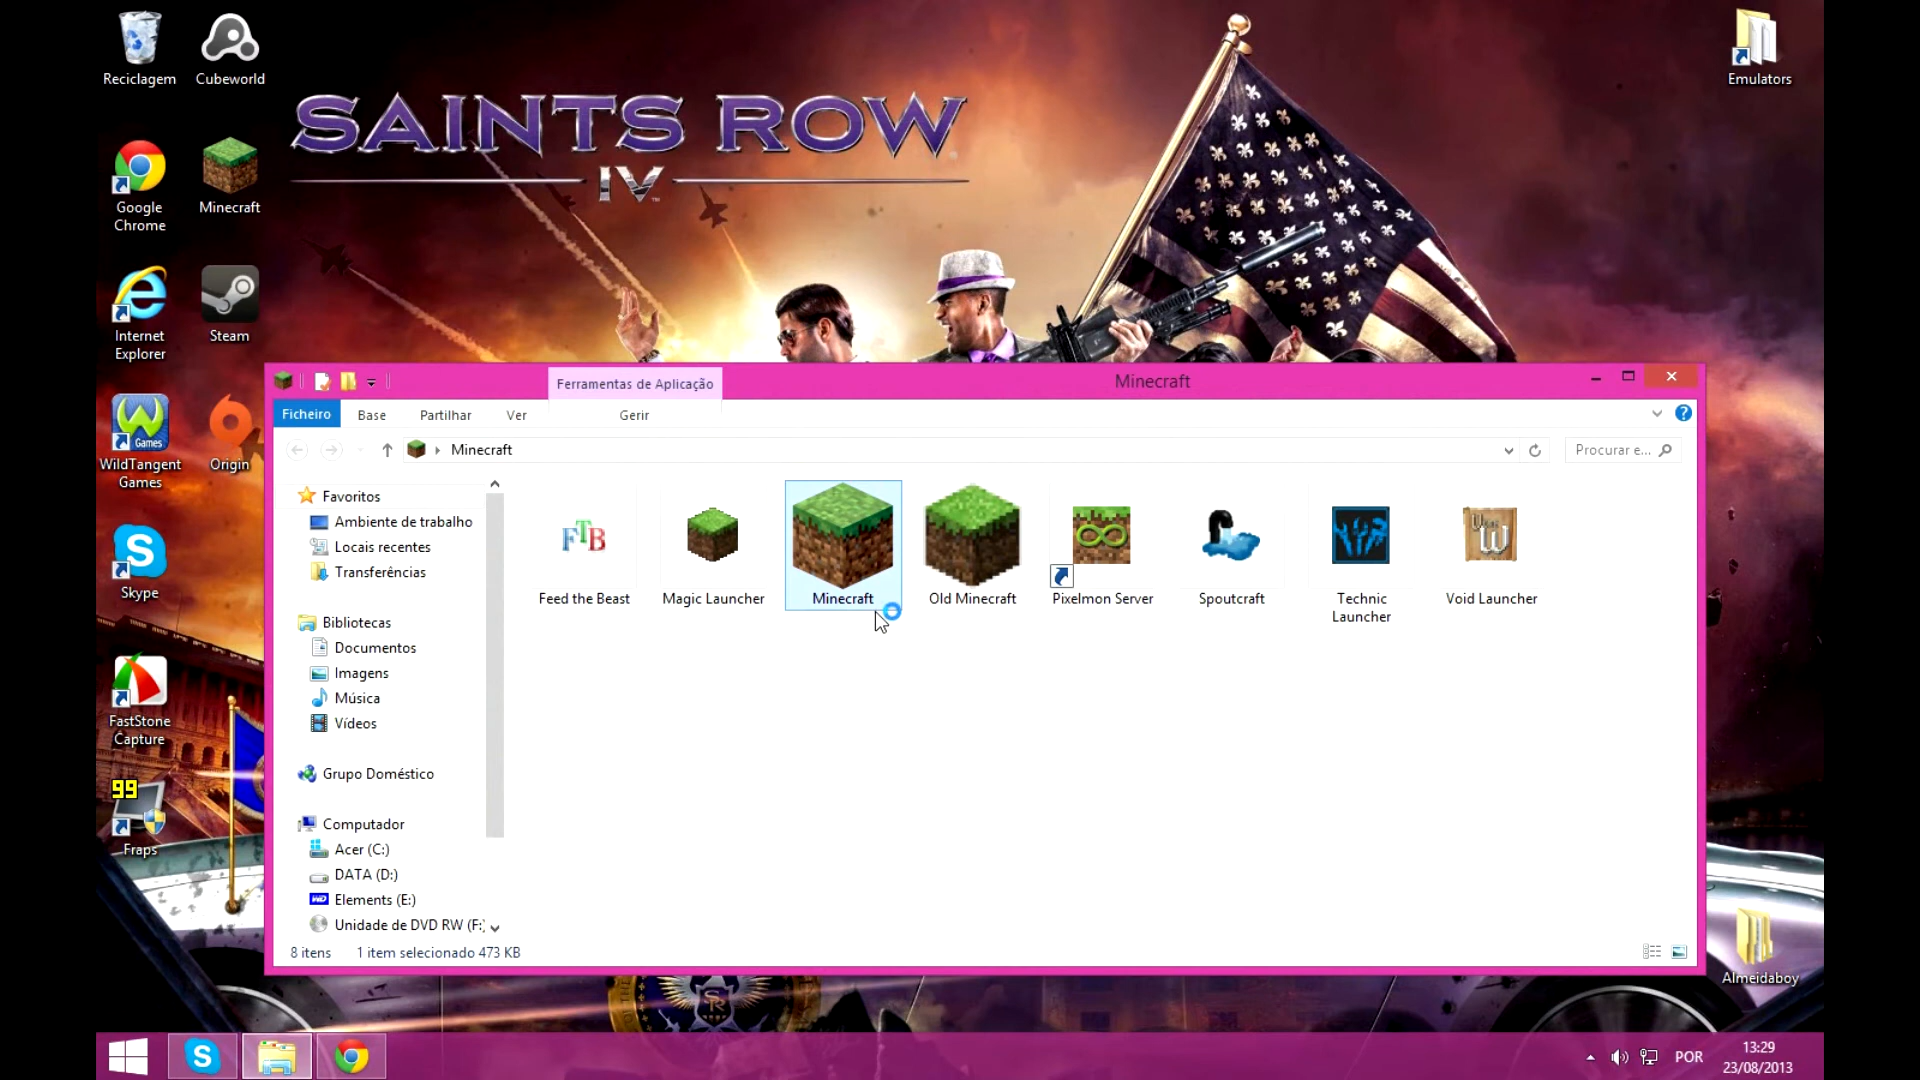 Reciclagem
Cubeworld
Emulators
SAINTS ROW
IV
Google
Chrome
Minecraft
Internet
Explorer
Steam
Games
WildTangent
Games
Origin
Skype
FastStone
Capture
99
Fraps
Almeidaboy
Ferramentas de Aplicação
Minecraft
Ficheiro
Base
Partilhar
Ver
Gerir
Minecraft
Procurar e...
Favoritos
Ambiente de trabalho
Locais recentes
Transferências
Bibliotecas
Documentos
Imagens
Música
Vídeos
Grupo Doméstico
Computador
Acer (C:)
DATA (D:)
WD
Elements (E:)
Unidade de DVD RW (F:)
FTB
Feed the Beast
Magic Launcher
Minecraft
Old Minecraft
Pixelmon Server
Spoutcraft
Technic
Launcher
Void Launcher
8 itens
1 item selecionado 473 KB
POR
13:29
23/08/2013